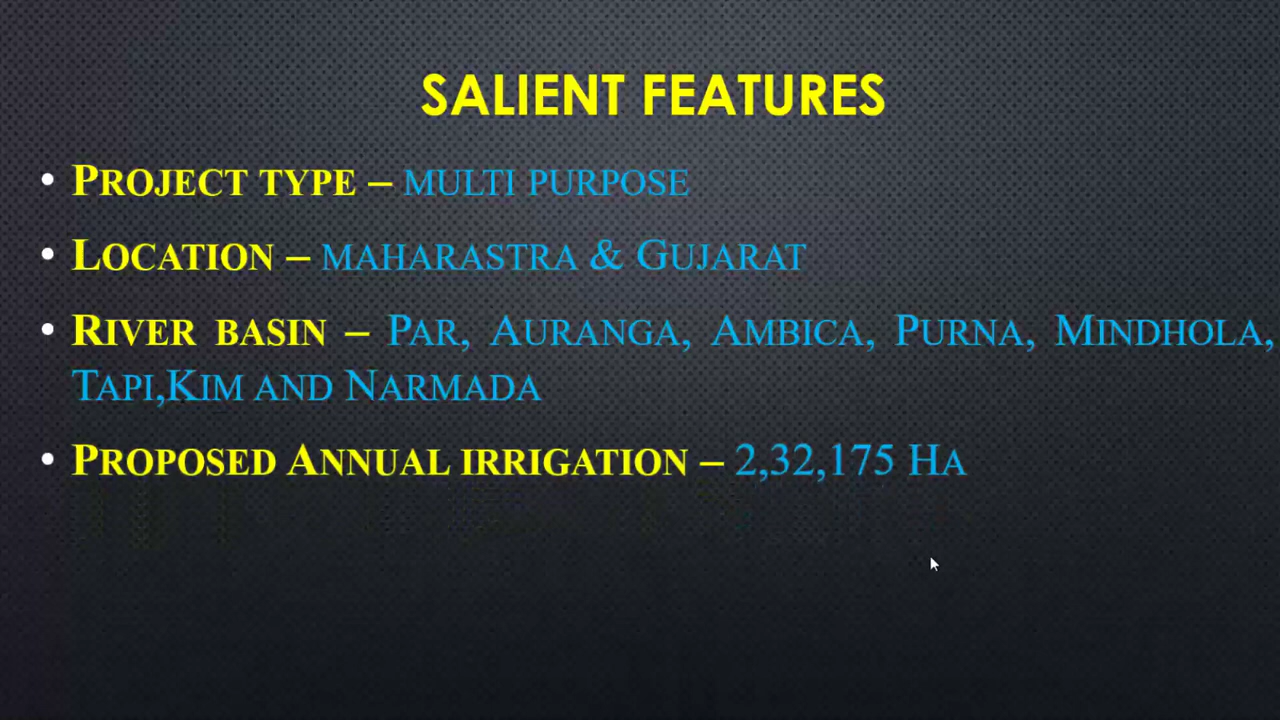 SALIENT FEATURES
• PROJECT TYPE – MULTI PURPOSE
• LOCATION – MAHARASTRA & GUJARAT
• RIVER BASIN – PAR, AURANGA, AMBICA, PURNA, MINDHOLA,
TAPI,KIM AND NARMADA
• PROPOSED ANNUAL IRRIGATION – 2,32,175 HA